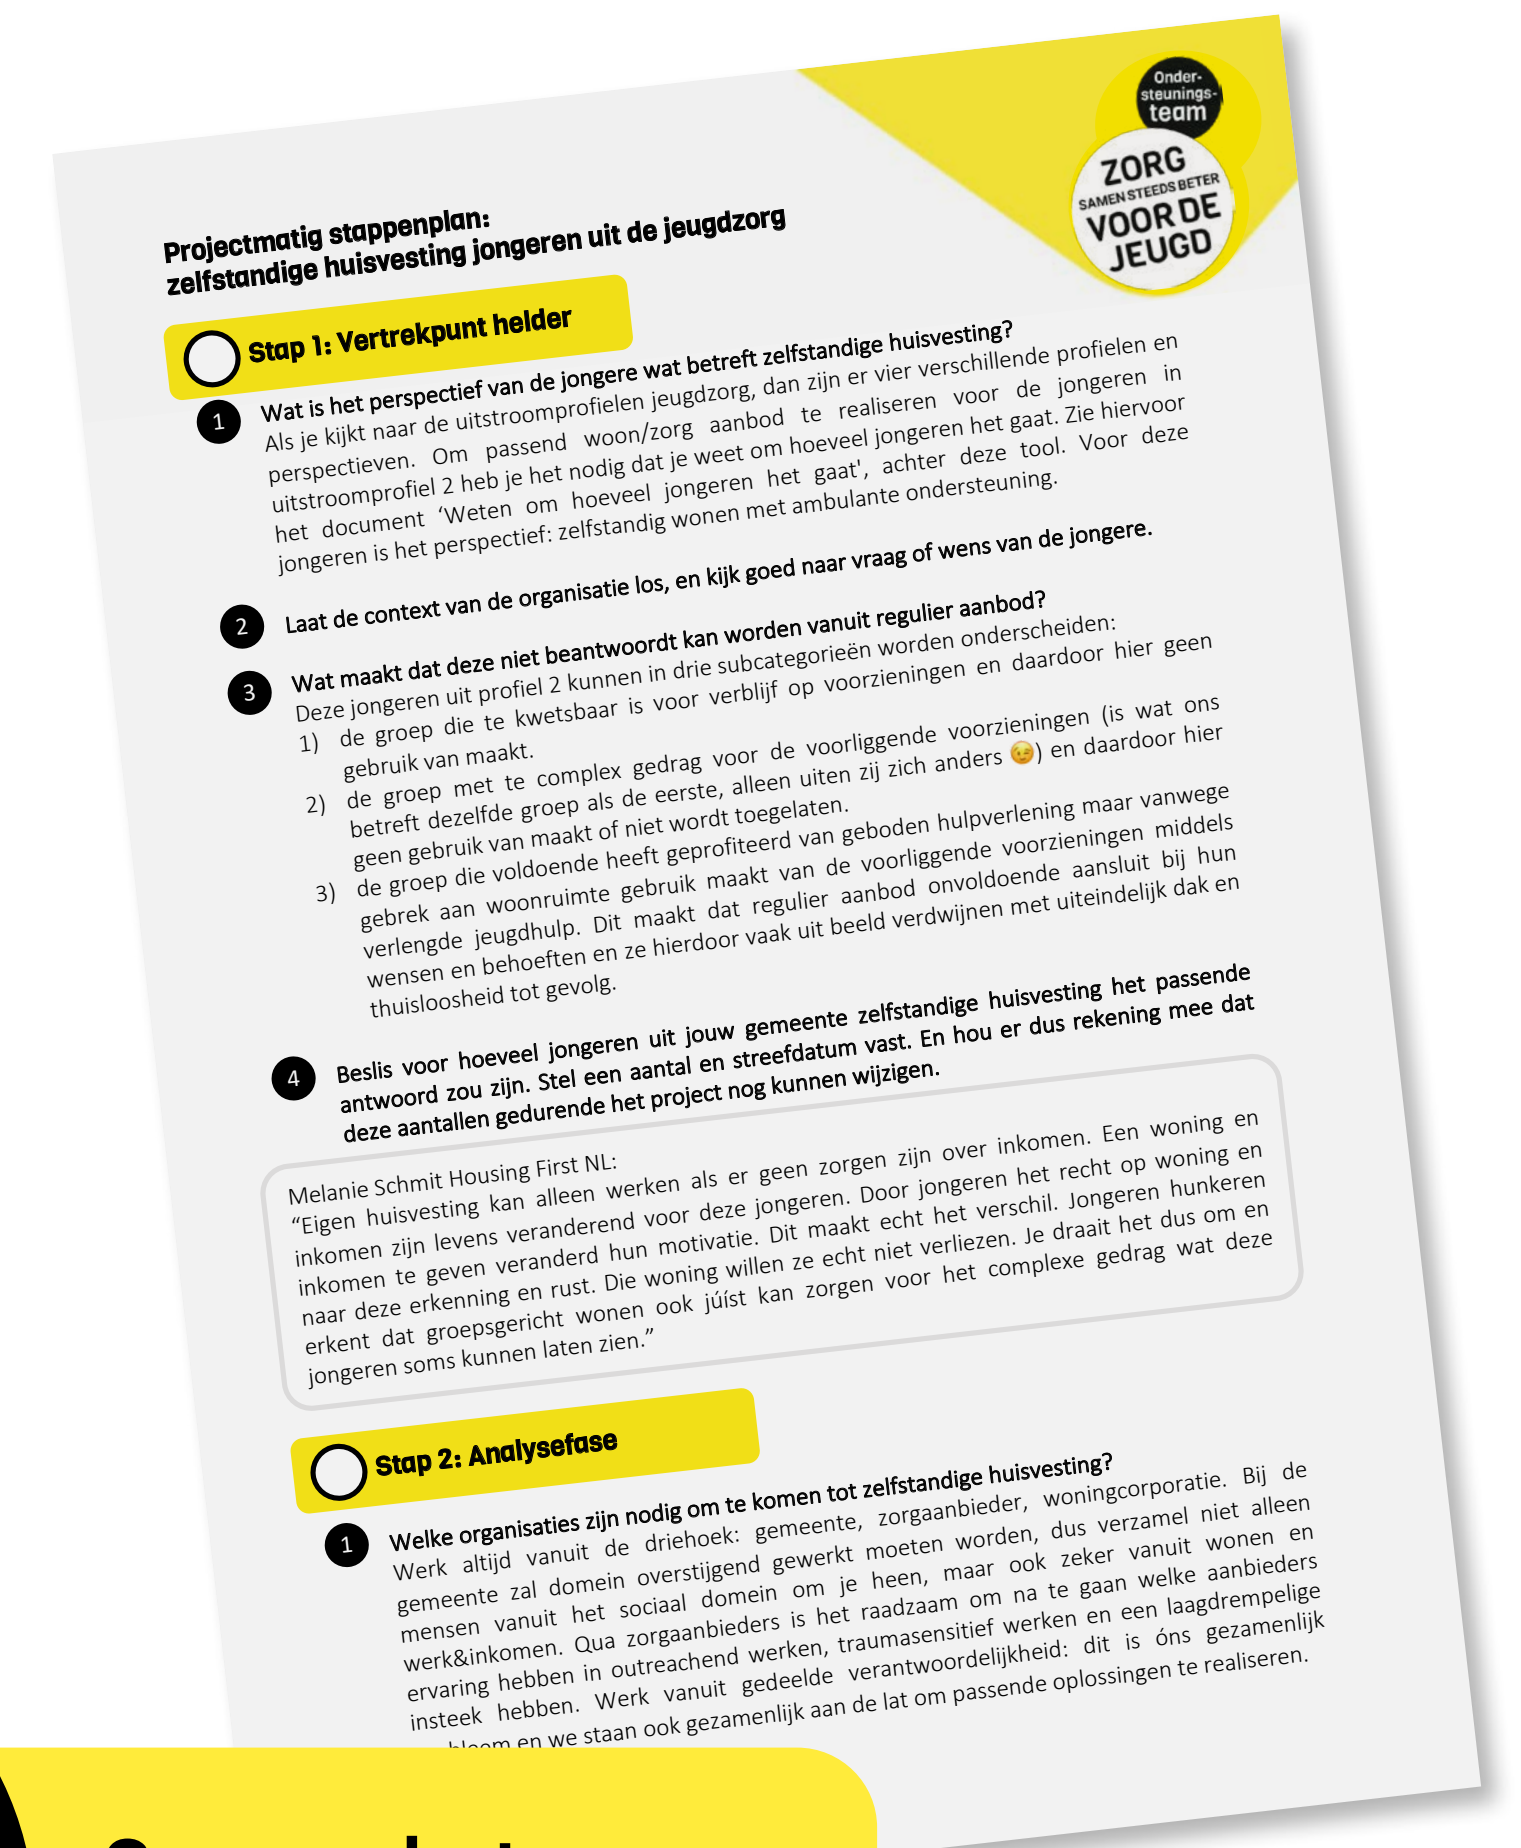 Onder-
steunings-
team
ZORG
SAMEN STEEDS BETER
VOOR DE
JEUGD
Projectmatig stappenplan:
zelfstandige huisvesting jongeren uit de jeugdzorg
Stap 1: Vertrekpunt helder
1 Wat is het perspectief van de jongere wat betreft zelfstandige huisvesting?
Als je kijkt naar de uitstroomprofielen jeugdzorg, dan zijn er vier verschillende profielen en
perspectieven. Om passend woon/zorg aanbod te realiseren voor de jongeren in
uitstroomprofiel 2 heb je het nodig dat je weet om hoeveel jongeren het gaat. Zie hiervoor
het document ‘Weten om hoeveel jongeren het gaat', achter deze tool. Voor deze
jongeren is het perspectief: zelfstandig wonen met ambulante ondersteuning.
2 Laat de context van de organisatie los, en kijk goed naar vraag of wens van de jongere.
3 Wat maakt dat deze niet beantwoordt kan worden vanuit regulier aanbod?
Deze jongeren uit profiel 2 kunnen in drie subcategorieën worden onderscheiden:
1) de groep die te kwetsbaar is voor verblijf op voorzieningen en daardoor hier geen
gebruik van maakt.
2) de groep met te complex gedrag voor de voorliggende voorzieningen (is wat ons
betreft dezelfde groep als de eerste, alleen uiten zij zich anders 😉) en daardoor hier
geen gebruik van maakt of niet wordt toegelaten.
3) de groep die voldoende heeft geprofiteerd van geboden hulpverlening maar vanwege
gebrek aan woonruimte gebruik maakt van de voorliggende voorzieningen middels
verlengde jeugdhulp. Dit maakt dat regulier aanbod onvoldoende aansluit bij hun
wensen en behoeften en ze hierdoor vaak uit beeld verdwijnen met uiteindelijk dak en
thuisloosheid tot gevolg.
4 Beslis voor hoeveel jongeren uit jouw gemeente zelfstandige huisvesting het passende
antwoord zou zijn. Stel een aantal en streefdatum vast. En hou er dus rekening mee dat
deze aantallen gedurende het project nog kunnen wijzigen.
Melanie Schmit Housing First NL:
“Eigen huisvesting kan alleen werken als er geen zorgen zijn over inkomen. Een woning en
inkomen zijn levens veranderend voor deze jongeren. Door jongeren het recht op woning en
inkomen te geven veranderd hun motivatie. Dit maakt echt het verschil. Jongeren hunkeren
naar deze erkenning en rust. Die woning willen ze echt niet verliezen. Je draait het dus om en
erkent dat groepsgericht wonen ook júíst kan zorgen voor het complexe gedrag wat deze
jongeren soms kunnen laten zien.”
Stap 2: Analysefase
1 Welke organisaties zijn nodig om te komen tot zelfstandige huisvesting?
Werk altijd vanuit de driehoek: gemeente, zorgaanbieder, woningcorporatie. Bij de
gemeente zal domein overstijgend gewerkt moeten worden, dus verzamel niet alleen
mensen vanuit het sociaal domein om je heen, maar ook zeker vanuit wonen en
werk&inkomen. Qua zorgaanbieders is het raadzaam om na te gaan welke aanbieders
ervaring hebben in outreachend werken, traumasensitief werken en een laagdrempelige
insteek hebben. Werk vanuit gedeelde verantwoordelijkheid: dit is óns gezamenlijk
en we staan ook gezamenlijk aan de lat om passende oplossingen te realiseren.